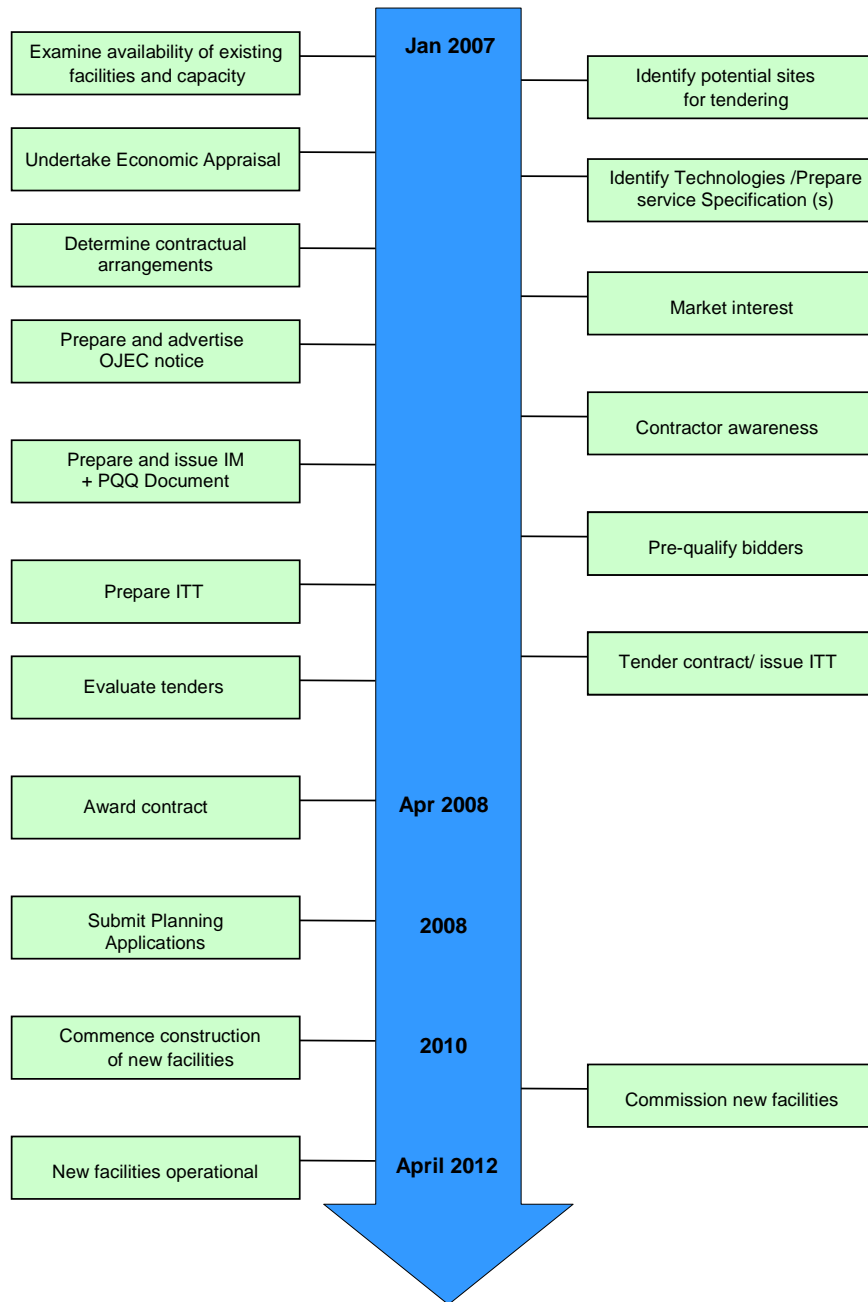 Jan 2007
Examine availability of existing
facilities and capacity
Identify potential sites
for tendering
Undertake Economic Appraisal
Identify Technologies /Prepare
service Specification (s)
Determine contractual
arrangements
Market interest
Prepare and advertise
OJEC notice
Contractor awareness
Prepare and issue IM
+ PQQ Document
Pre-qualify bidders
Prepare ITT
Tender contract/ issue ITT
Evaluate tenders
Award contract
Apr 2008
Submit Planning
Applications
2008
Commence construction
of new facilities
2010
Commission new facilities
New facilities operational
April 2012